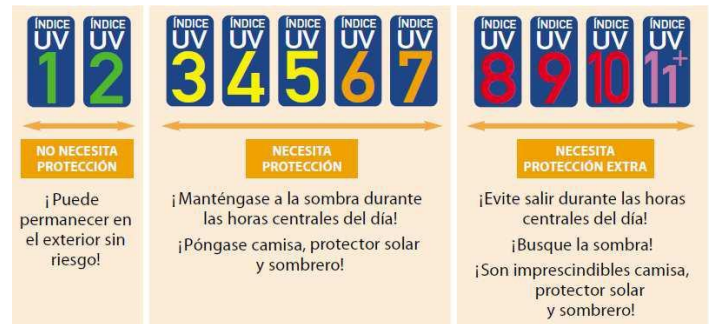 ÍNDICE
UV
1
ÍNDICE
UV
2
NO NECESITA
PROTECCIÓN
¡Puede
permanecer en
el exterior sin
riesgo!
ÍNDICE
UV
3
ÍNDICE
UV
4
ÍNDICE
UV
5
ÍNDICE
UV
6
ÍNDICE
UV
7
NECESITA
PROTECCIÓN
¡Manténgase a la sombra durante
las horas centrales del día!
¡Póngase camisa, protector solar
y sombrero!
ÍNDICE
UV
8
ÍNDICE
UV
9
ÍNDICE
UV
10
ÍNDICE
UV
11+
NECESITA
PROTECCIÓN EXTRA
¡Evite salir durante las horas
centrales del día!
¡Busque la sombra!
¡Son imprescindibles camisa,
protector solar
y sombrero!